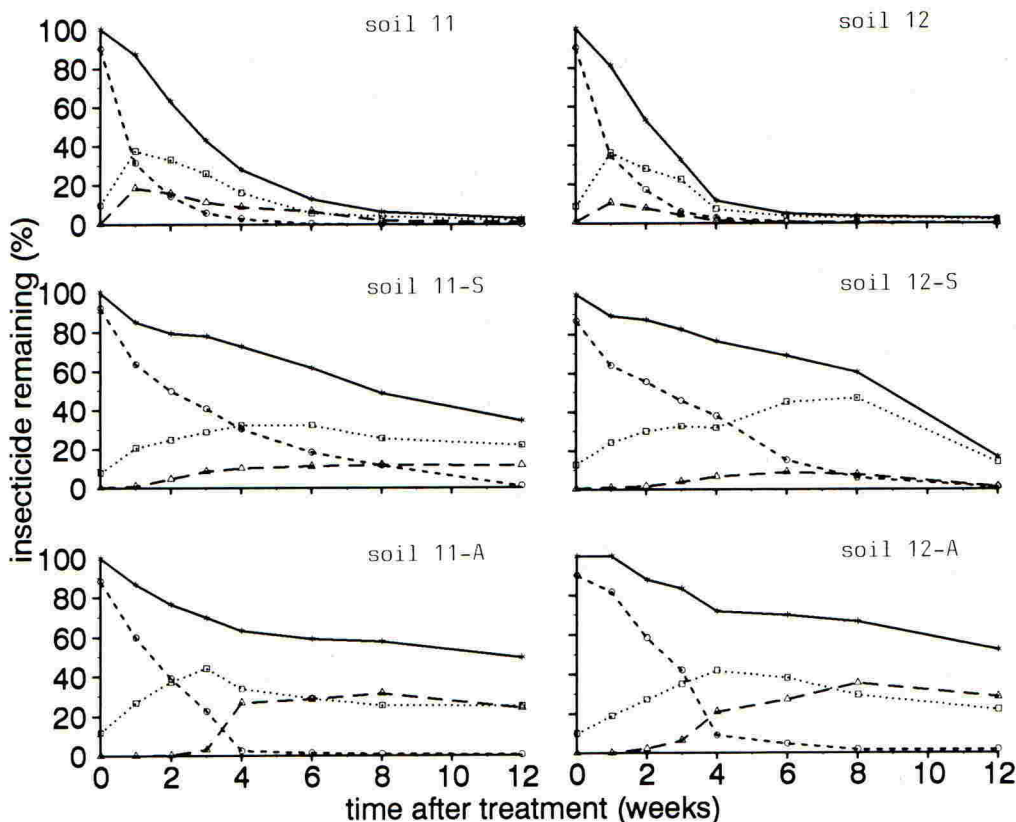 soil 11
soil 12
100
80
60
40
20
0
soil 11-S
soil 12-S
100
80
60
40
20
0
soil 11-A
soil 12-A
100
80
60
40
20
0
insecticide remaining (%)
0 2 4 6 8 10 12
0 2 4 6 8 10 12
time after treatment (weeks)